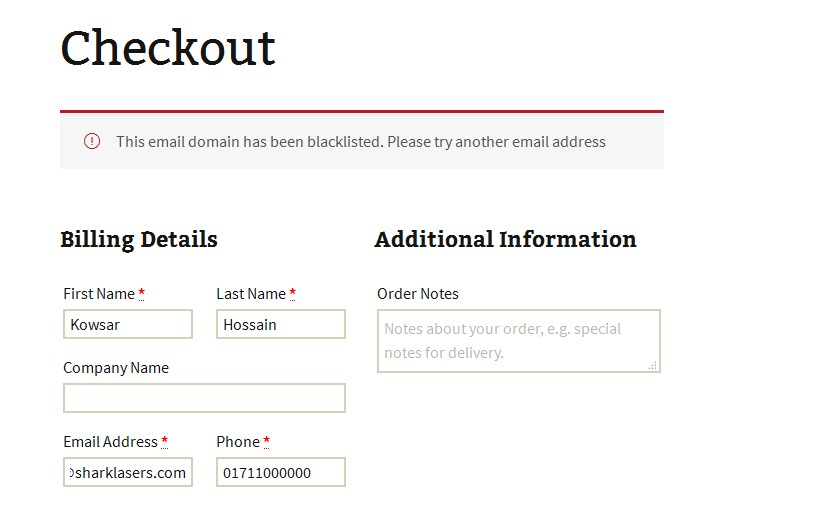 Checkout
This email domain has been blacklisted. Please try another email address
Billing Details
Additional Information
First Name *
Last Name *
Kowsar
Hossain
Company Name
Email Address *
Phone *
@sharklasers.com
01711000000
Order Notes
Notes about your order, e.g. special
notes for delivery.